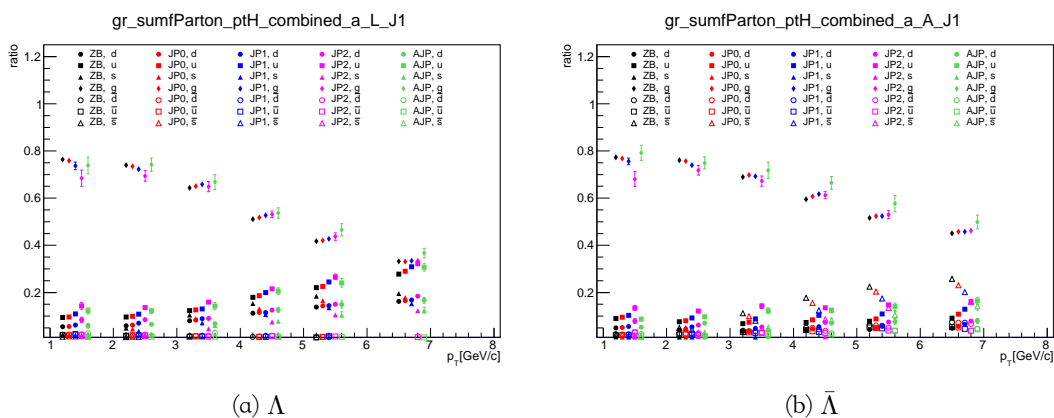 gr_sumfParton_ptH_combined_a_L_J1
ratio
1.2
1
0.8
0.6
0.4
0.2
ZB, d JP0, d JP1, d JP2, d AJP, d
ZB, u JP0, u JP1, u JP2, u AJP, u
ZB, s JP0, s JP1, s JP2, s AJP, s
ZB, g JP0, g JP1, g JP2, g AJP, g
ZB, d̅ JP0, d̅ JP1, d̅ JP2, d̅ AJP, d̅
ZB, u̅ JP0, u̅ JP1, u̅ JP2, u̅ AJP, u̅
ZB, s̅ JP0, s̅ JP1, s̅ JP2, s̅ AJP, s̅
1 2 3 4 5 6 7 8
p_T[GeV/c]
(a) Λ
gr_sumfParton_ptH_combined_a_A_J1
ratio
1.2
1
0.8
0.6
0.4
0.2
ZB, d JP0, d JP1, d JP2, d AJP, d
ZB, u JP0, u JP1, u JP2, u AJP, u
ZB, s JP0, s JP1, s JP2, s AJP, s
ZB, g JP0, g JP1, g JP2, g AJP, g
ZB, d̅ JP0, d̅ JP1, d̅ JP2, d̅ AJP, d̅
ZB, u̅ JP0, u̅ JP1, u̅ JP2, u̅ AJP, u̅
ZB, s̅ JP0, s̅ JP1, s̅ JP2, s̅ AJP, s̅
1 2 3 4 5 6 7 8
p_T[GeV/c]
(b) Λ̄